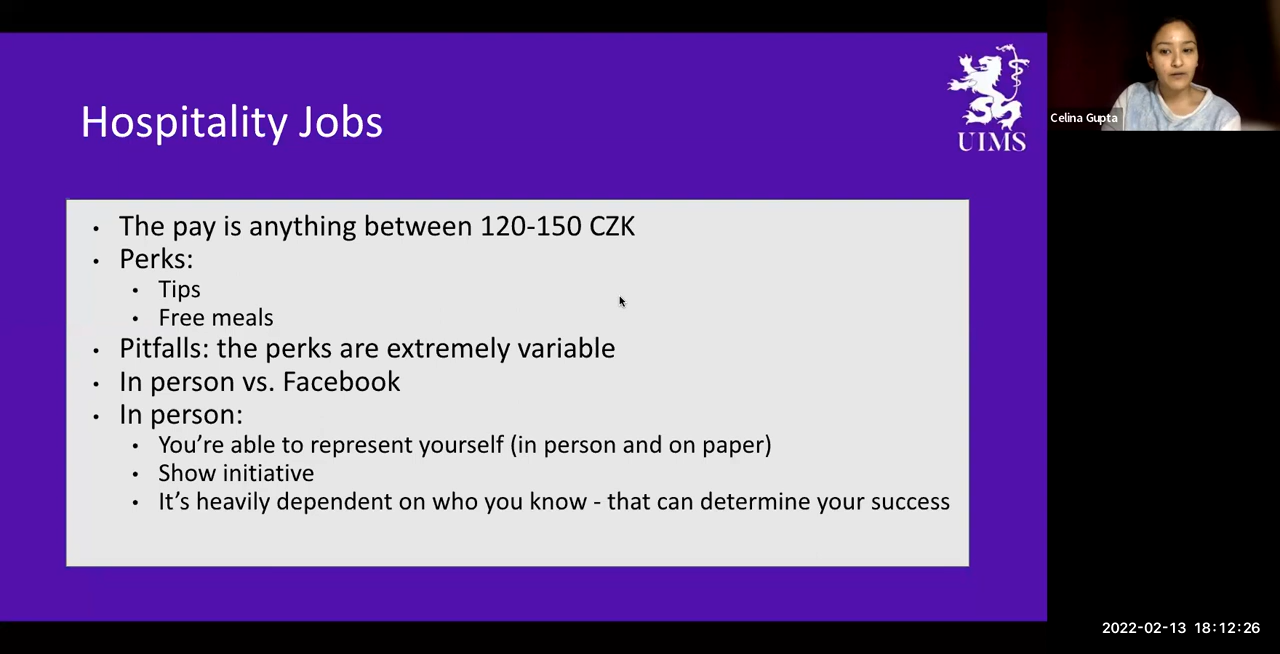 Hospitality Jobs
UIMS
Celina Gupta
• The pay is anything between 120-150 CZK
• Perks:
• Tips
• Free meals
• Pitfalls: the perks are extremely variable
• In person vs. Facebook
• In person:
• You’re able to represent yourself (in person and on paper)
• Show initiative
• It’s heavily dependent on who you know - that can determine your success
2022-02-13 18:12:26